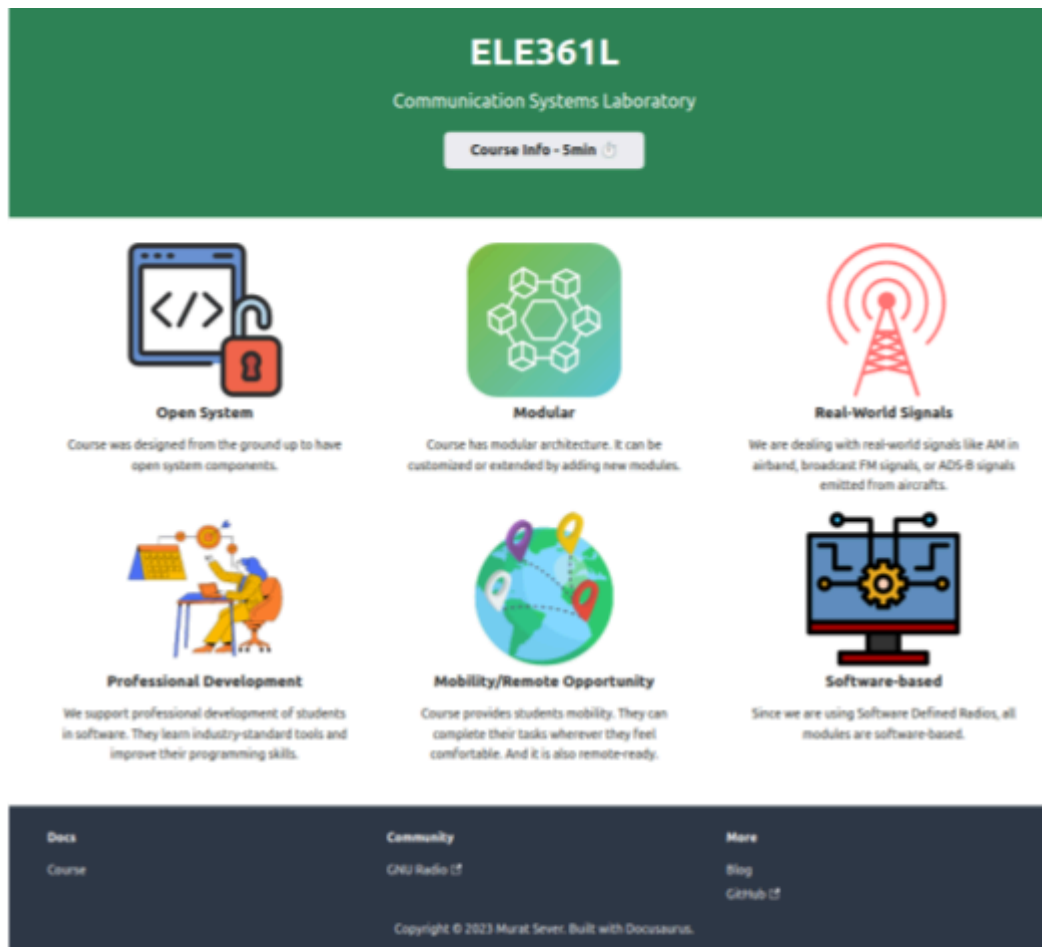 ELE361L
Communication Systems Laboratory
Course Info - 5min
</>
Open System
Course was designed from the ground up to have
open system components.
Modular
Course has modular architecture. It can be
customized or extended by adding new modules.
Real-World Signals
We are dealing with real-world signals like AM in
airband, broadcast FM signals, or ADS-B signals
emitted from aircrafts.
Professional Development
We support professional development of students
in software. They learn industry-standard tools and
improve their programming skills.
Mobility/Remote Opportunity
Course provides students mobility. They can
complete their tasks wherever they feel
comfortable. And it is also remote-ready.
Software-based
Since we are using Software Defined Radios, all
modules are software-based.
Docs
Course
Community
GNU Radio
More
Blog
GitHub
Copyright © 2023 Murat Sever. Built with Docusaurus.